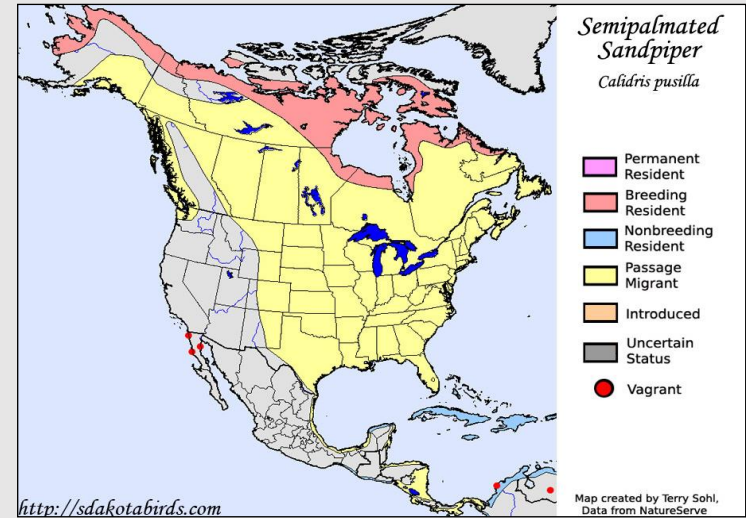 Semipalmated
Sandpiper
Calidris pusilla
Permanent
Resident
Breeding
Resident
Nonbreeding
Resident
Passage
Migrant
Introduced
Uncertain
Status
Vagrant
Map created by Terry Sohl,
Data from NatureServe
http://sdakotabirds.com